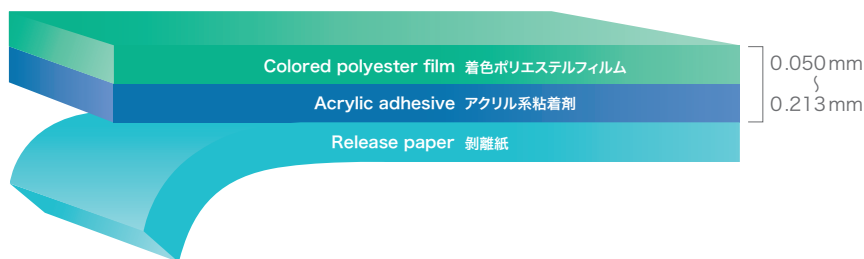 Colored polyester film 着色ポリエステルフィルム
Acrylic adhesive アクリル系粘着剤
Release paper 剥離紙
0.050mm
〜
0.213mm